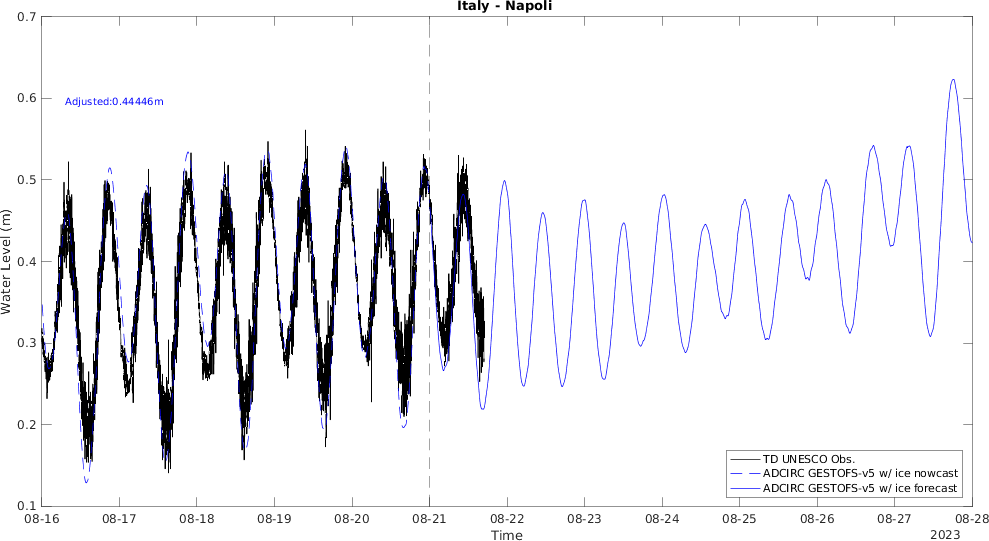 Italy - Napoli
0.7
0.6
0.5
0.4
0.3
0.2
0.1
Water Level (m)
Adjusted:0.44446m
TD UNESCO Obs.
ADCIRC GESTOFS-v5 w/ ice nowcast
ADCIRC GESTOFS-v5 w/ ice forecast
08-16 08-17 08-18 08-19 08-20 08-21 08-22 08-23 08-24 08-25 08-26 08-27 08-28
Time
2023